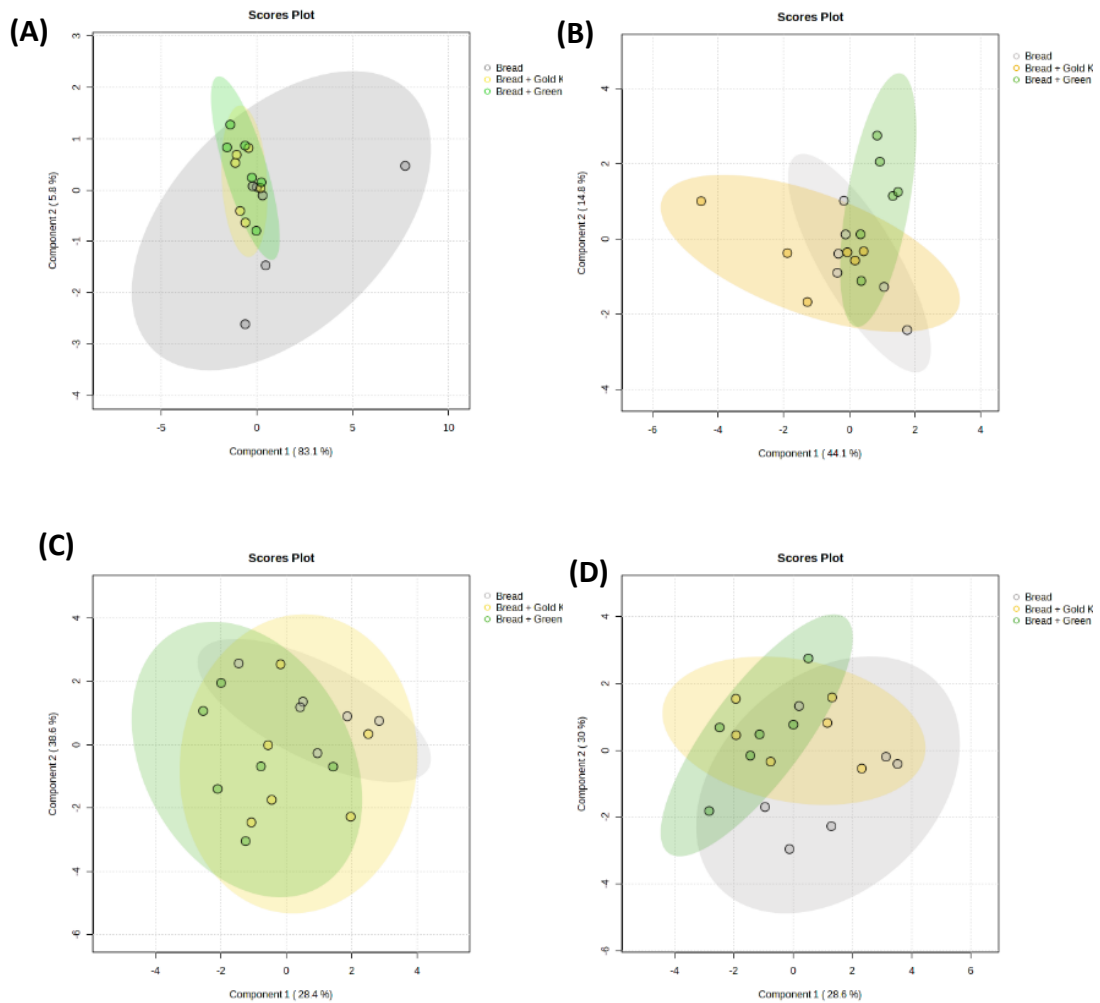 (A)
Scores Plot
Bread
Bread + Gold K
Bread + Green
3
2
1
0
-1
-2
-3
-4
Component 2 ( 5.8 %)
-5
0
5
10
Component 1 ( 83.1 %)
(B)
Scores Plot
Bread
Bread + Gold K
Bread + Green
4
2
0
-2
-4
Component 2 ( 14.8 %)
-6
-4
-2
0
2
4
Component 1 ( 44.1 %)
(C)
Scores Plot
Bread
Bread + Gold K
Bread + Green
4
2
0
-2
-4
-6
Component 2 ( 38.6 %)
-4
-2
0
2
4
Component 1 ( 28.4 %)
(D)
Scores Plot
Bread
Bread + Gold K
Bread + Green
4
2
0
-2
-4
-6
Component 2 ( 30 %)
-4
-2
0
2
4
6
Component 1 ( 28.6 %)